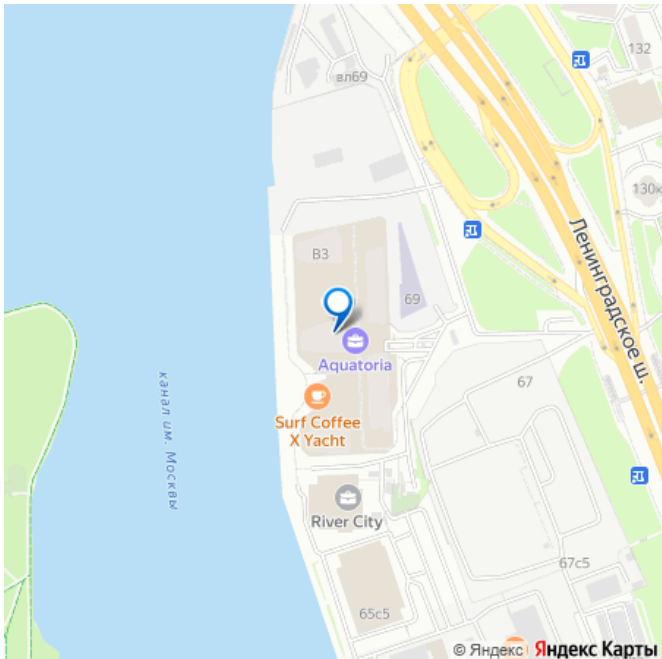 132
вл69
130к
В3
Ленинградское ш.
69
Aquatoria
67
канал им. Москвы
Surf Coffee
X Yacht
River City
67с5
65с5
© Яндекс Яндекс Карты